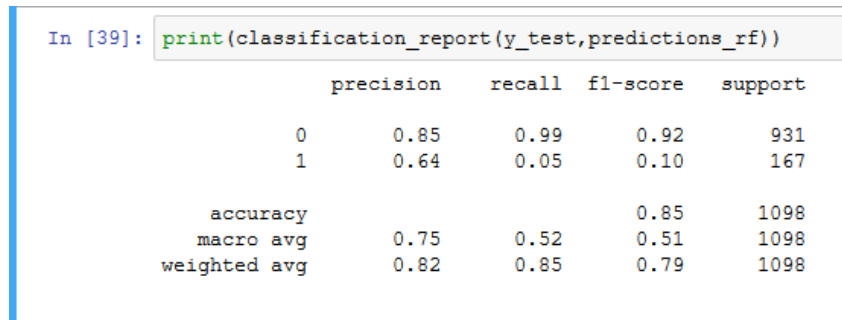 In [39]: print(classification_report(y_test,predictions_rf))
precision recall f1-score support
0 0.85 0.99 0.92 931
1 0.64 0.05 0.10 167
accuracy 0.85 1098
macro avg 0.75 0.52 0.51 1098
weighted avg 0.82 0.85 0.79 1098